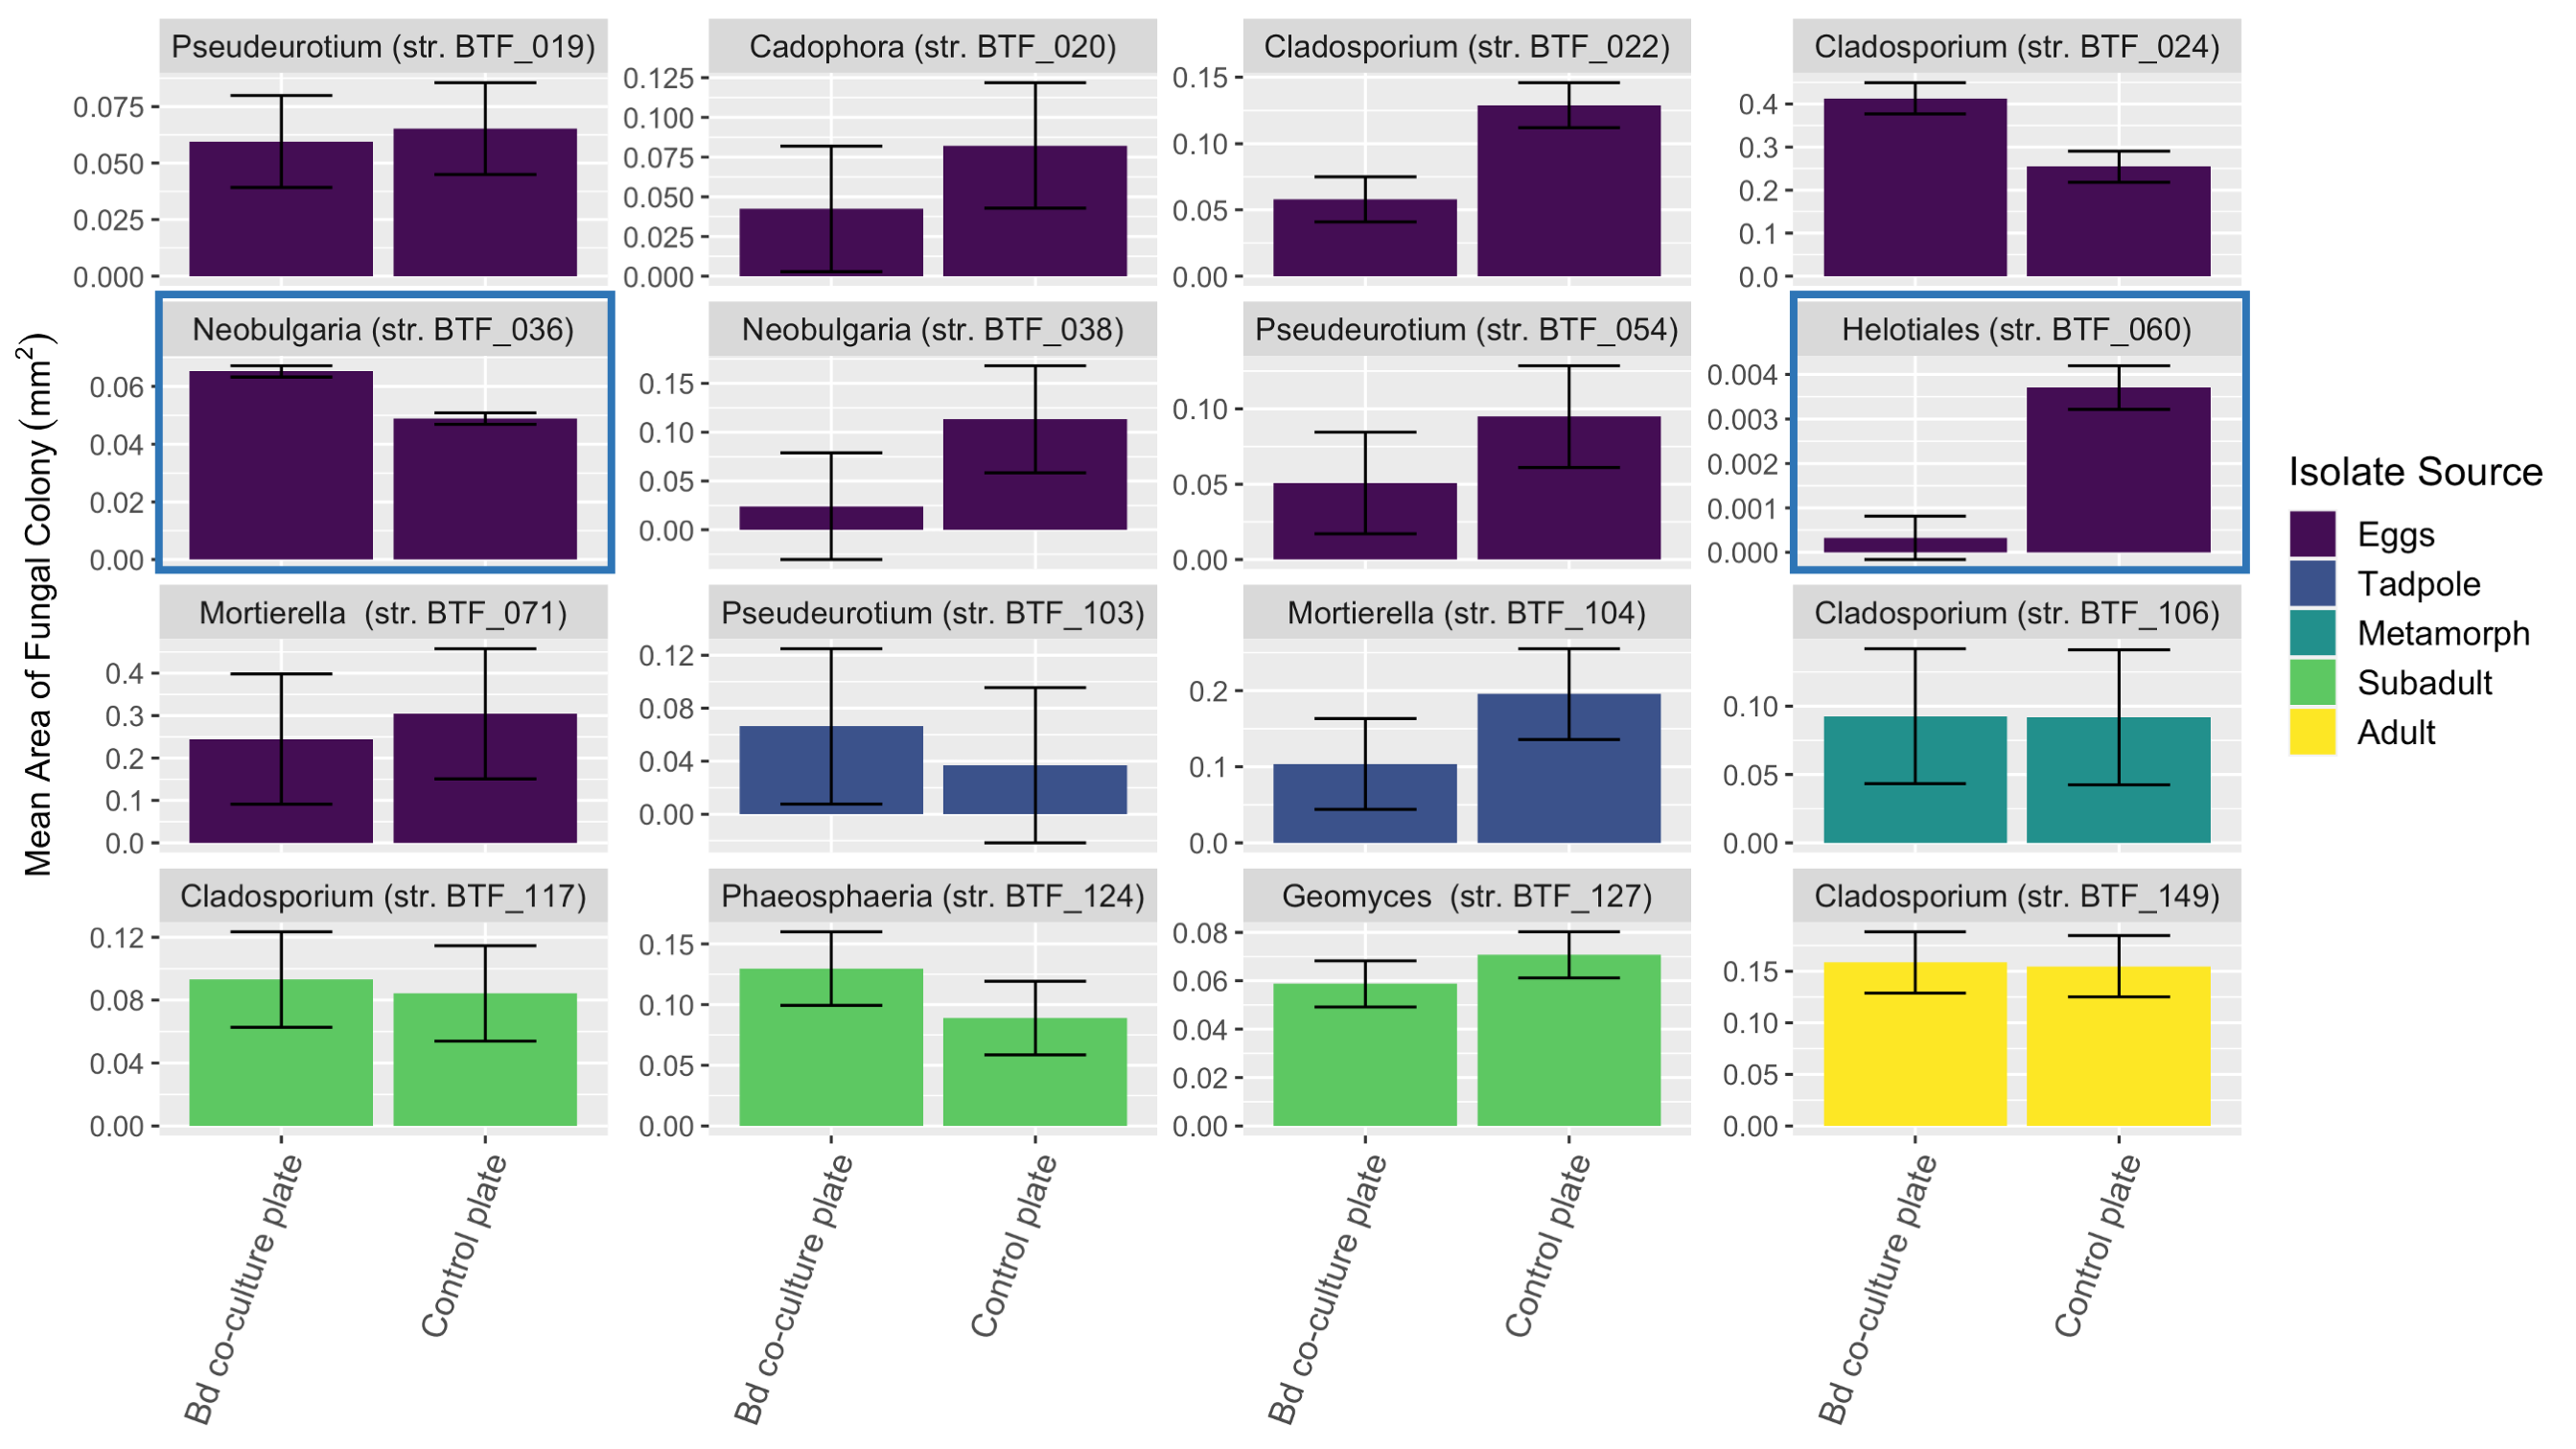 Pseudeurotium (str. BTF_019)
Cadophora (str. BTF_020)
Cladosporium (str. BTF_022)
Cladosporium (str. BTF_024)
0.075
0.050
0.025
0.000
0.125
0.100
0.075
0.050
0.025
0.000
0.15
0.10
0.05
0.00
0.4
0.3
0.2
0.1
0.0
Neobulgaria (str. BTF_036)
Neobulgaria (str. BTF_038)
Pseudeurotium (str. BTF_054)
Helotiales (str. BTF_060)
0.06
0.04
0.02
0.00
0.15
0.10
0.05
0.00
0.10
0.05
0.00
0.004
0.003
0.002
0.001
0.000
Mortierella  (str. BTF_071)
Pseudeurotium (str. BTF_103)
Mortierella (str. BTF_104)
Cladosporium (str. BTF_106)
0.4
0.3
0.2
0.1
0.0
0.12
0.08
0.04
0.00
0.2
0.1
0.0
0.10
0.05
0.00
Cladosporium (str. BTF_117)
Phaeosphaeria (str. BTF_124)
Geomyces  (str. BTF_127)
Cladosporium (str. BTF_149)
0.12
0.08
0.04
0.00
0.15
0.10
0.05
0.00
0.08
0.06
0.04
0.02
0.00
0.15
0.10
0.05
0.00
Bd co-culture plate
Control plate
Bd co-culture plate
Control plate
Bd co-culture plate
Control plate
Bd co-culture plate
Control plate
Mean Area of Fungal Colony (mm²)
Isolate Source
Eggs
Tadpole
Metamorph
Subadult
Adult